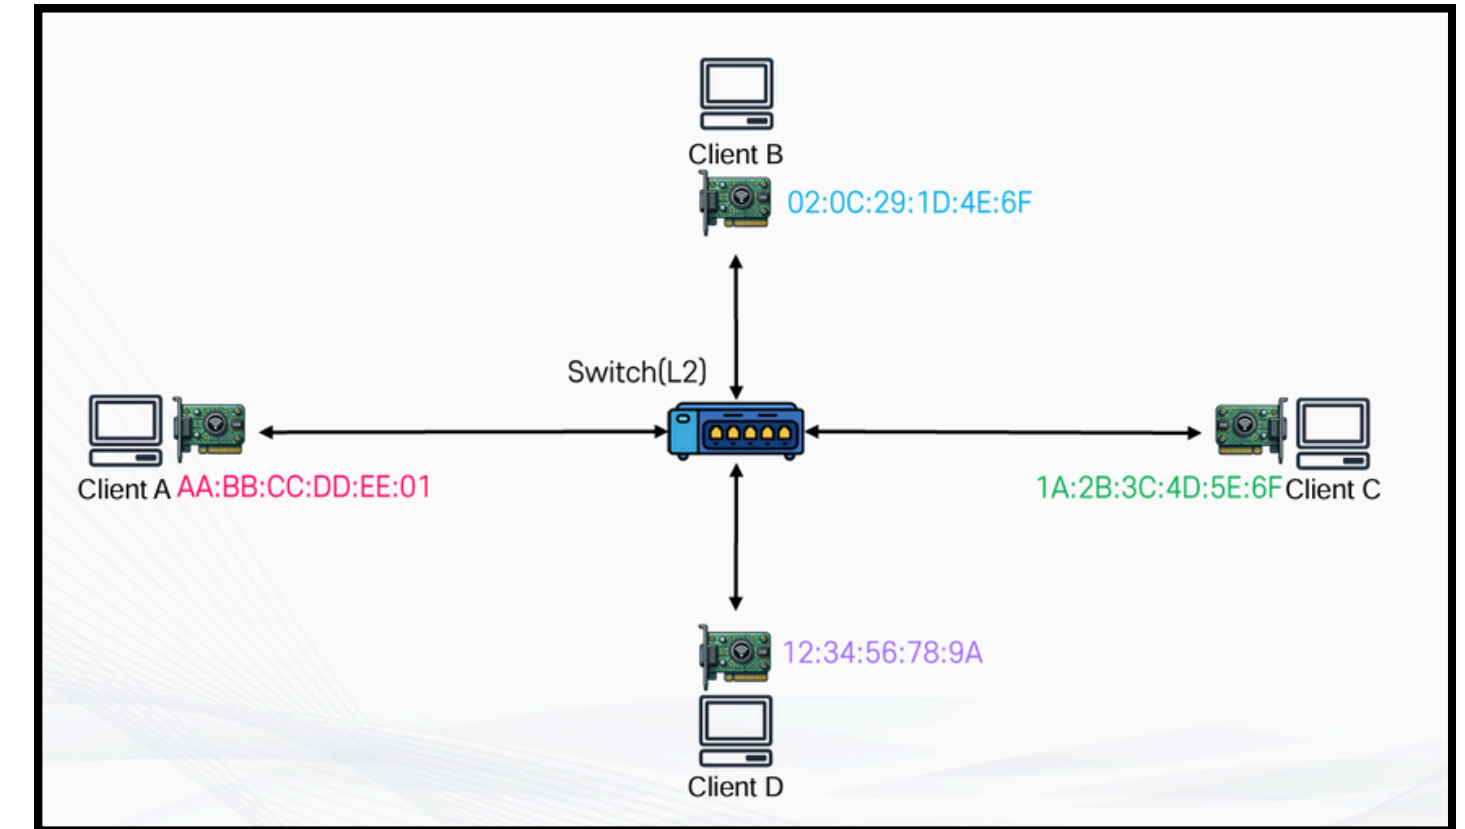 Client B
02:0C:29:1D:4E:6F
Switch(L2)
Client A AA:BB:CC:DD:EE:01
1A:2B:3C:4D:5E:6F Client C
12:34:56:78:9A
Client D